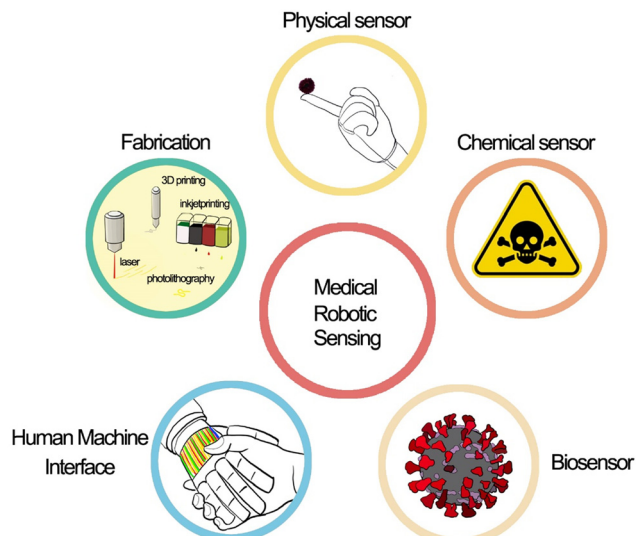 Physical sensor
Fabrication
Chemical sensor
3D printing
inkjetprinting
laser
photolithography
Medical
Robotic
Sensing
Human Machine
Interface
Biosensor